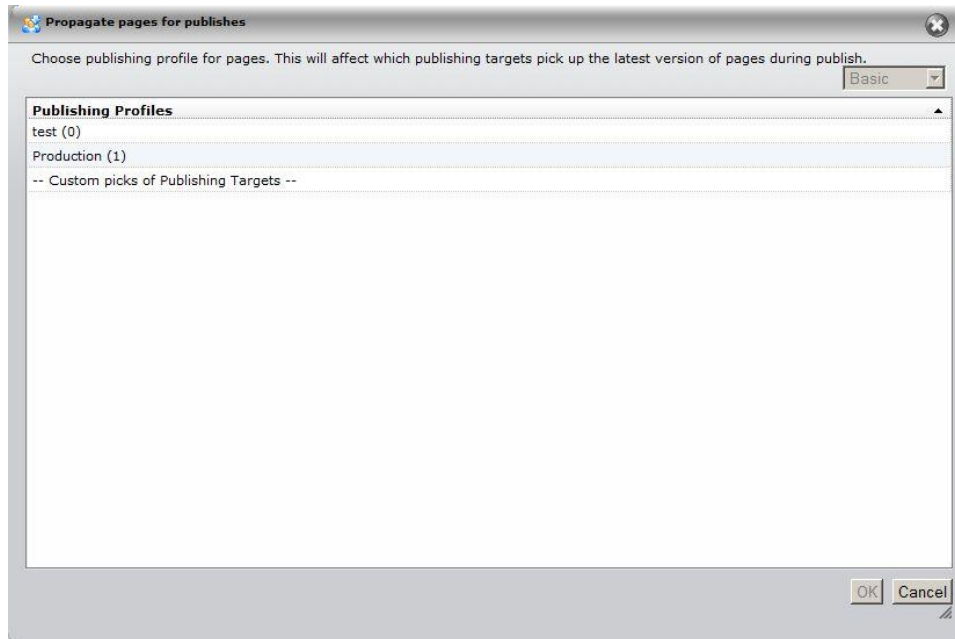 Propagate pages for publishes
Choose publishing profile for pages. This will affect which publishing targets pick up the latest version of pages during publish.
Basic
Publishing Profiles
test (0)
Production (1)
-- Custom picks of Publishing Targets --
OK Cancel